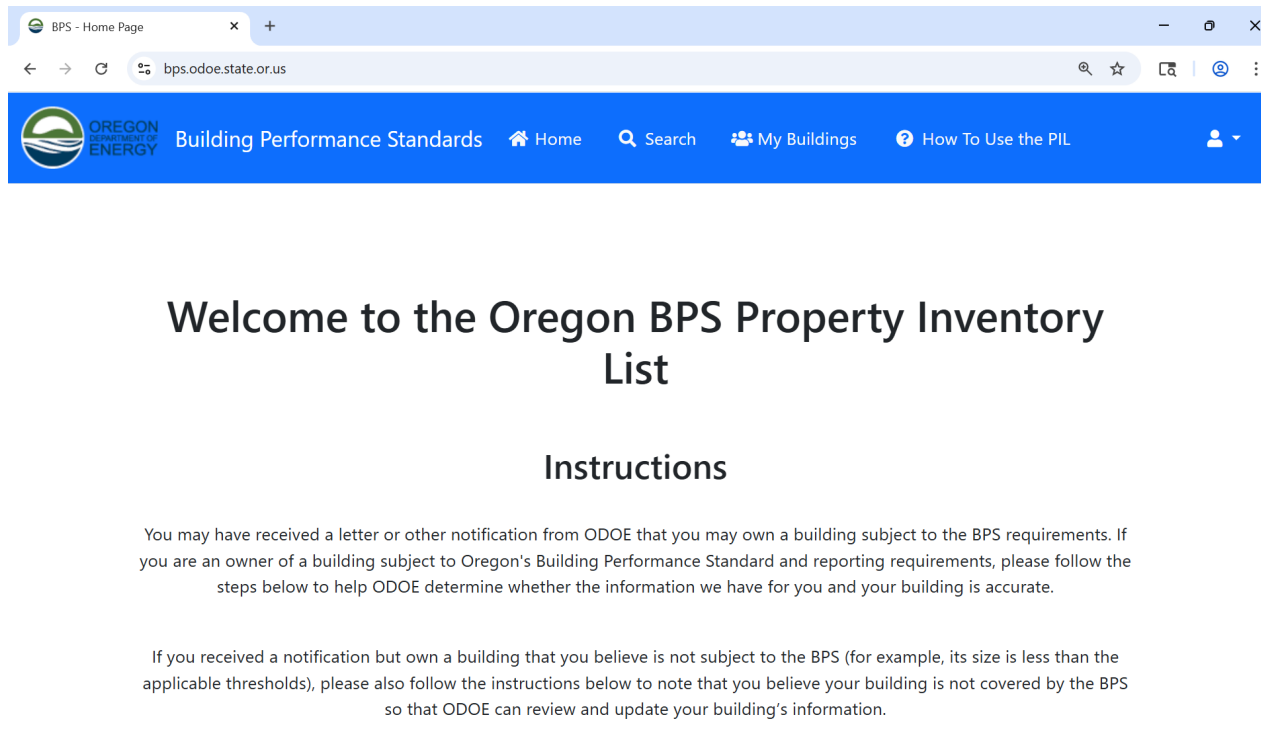 BPS - Home Page
bps.odoe.state.or.us
OREGON
DEPARTMENT OF
ENERGY
Building Performance Standards
Home
Search
My Buildings
How To Use the PIL
Welcome to the Oregon BPS Property Inventory
List
Instructions
You may have received a letter or other notification from ODOE that you may own a building subject to the BPS requirements. If
you are an owner of a building subject to Oregon's Building Performance Standard and reporting requirements, please follow the
steps below to help ODOE determine whether the information we have for you and your building is accurate.
If you received a notification but own a building that you believe is not subject to the BPS (for example, its size is less than the
applicable thresholds), please also follow the instructions below to note that you believe your building is not covered by the BPS
so that ODOE can review and update your building’s information.